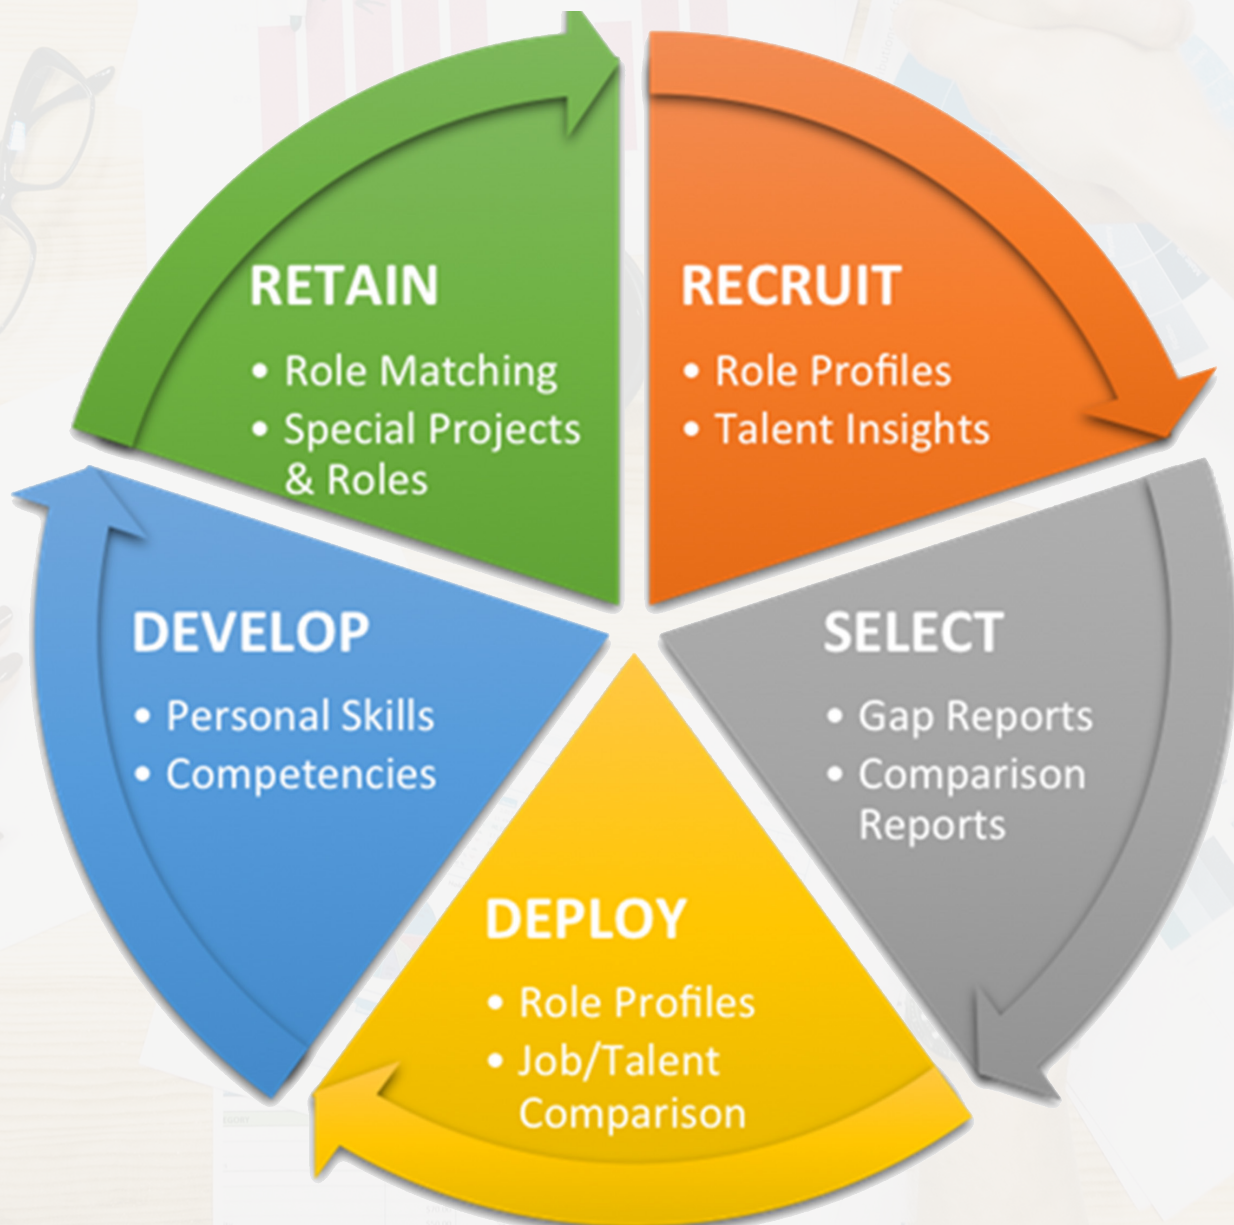 RETAIN
• Role Matching
• Special Projects
& Roles
RECRUIT
• Role Profiles
• Talent Insights
SELECT
• Gap Reports
• Comparison
Reports
DEPLOY
• Role Profiles
• Job/Talent
Comparison
DEVELOP
• Personal Skills
• Competencies